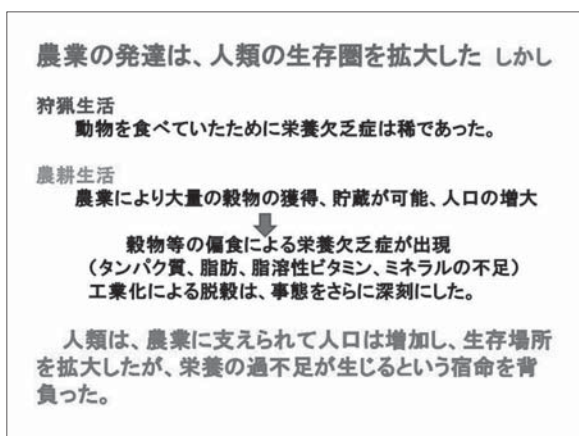 農業の発達は、人類の生存圏を拡大した しかし
狩猟生活
動物を食べていたために栄養欠乏症は稀であった。
農耕生活
農業により大量の穀物の獲得、貯蔵が可能、人口の増大
穀物等の偏食による栄養欠乏症が出現
（タンパク質、脂肪、脂溶性ビタミン、ミネラルの不足）
工業化による脱穀は、事態をさらに深刻にした。
人類は、農業に支えられて人口は増加し、生存場所
を拡大したが、栄養の過不足が生じるという宿命を背
負った。